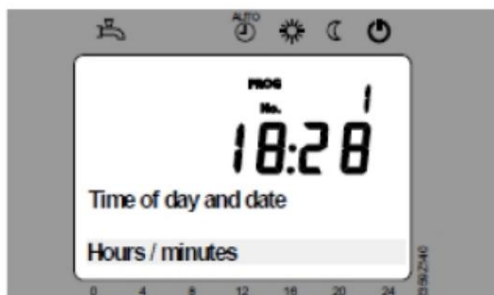 AUTO
PROG
No. 1
18:28
Time of day and date
Hours / minutes
0 4 8 12 16 20 24